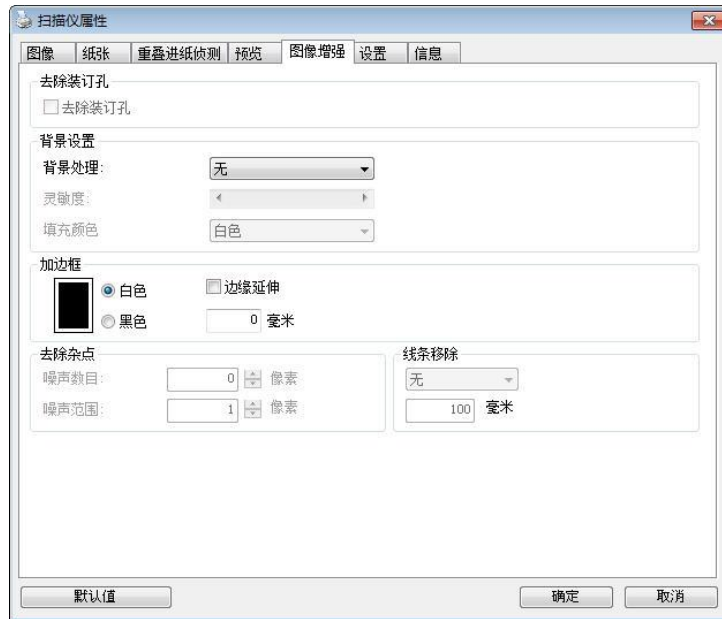 扫描仪属性
图像 纸张 重叠进纸侦测 预览 图像增强 设置 信息
去除装订孔
去除装订孔
背景设置
背景处理: 无
灵敏度:
填充颜色 白色
加边框
白色 边缘延伸
黑色 0 毫米
去除杂点 线条移除
噪声数目: 0 像素 无
噪声范围: 1 像素 100 毫米
默认值 确定 取消